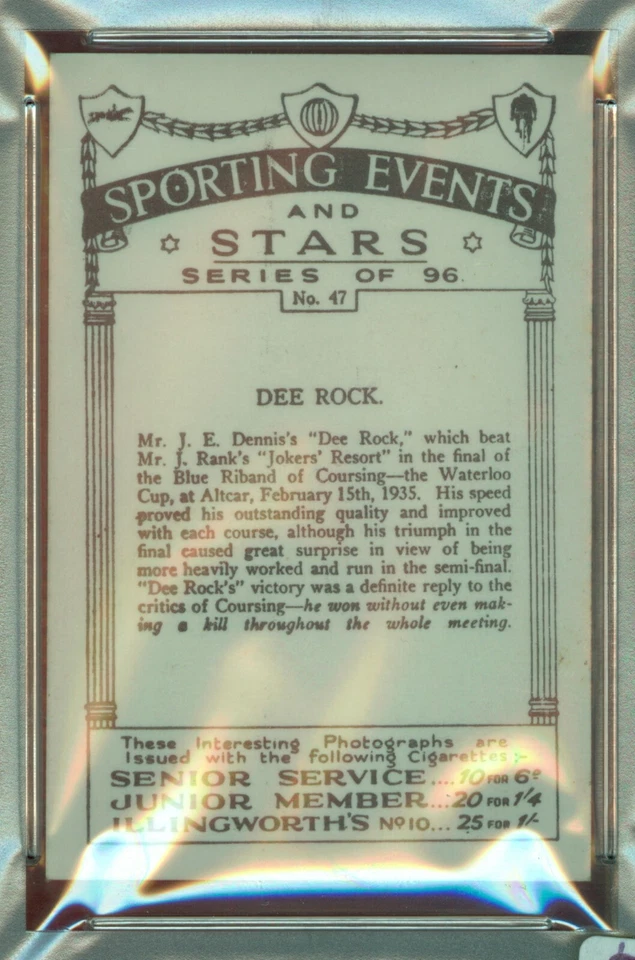 SPORTING EVENTS
AND
STARS
SERIES OF 96.
No. 47
DEE ROCK.
Mr. J. E. Dennis's "Dee Rock," which beat
Mr. J. Rank's "Jokers' Resort" in the final of
the Blue Riband of Coursing—the Waterloo
Cup, at Altcar, February 15th, 1935. His speed
proved his outstanding quality and improved
with each course, although his triumph in the
final caused great surprise in view of being
more heavily worked and run in the semi-final.
"Dee Rock's" victory was a definite reply to the
critics of Coursing—he won without even mak-
ing a kill throughout the whole meeting.
These Interesting Photographs are
Issued with the following Cigarettes:-
SENIOR SERVICE....10 FOR 6ᴰ
JUNIOR MEMBER...20 FOR 1'4
ILLINGWORTH'S Nº10...25 FOR 1/-